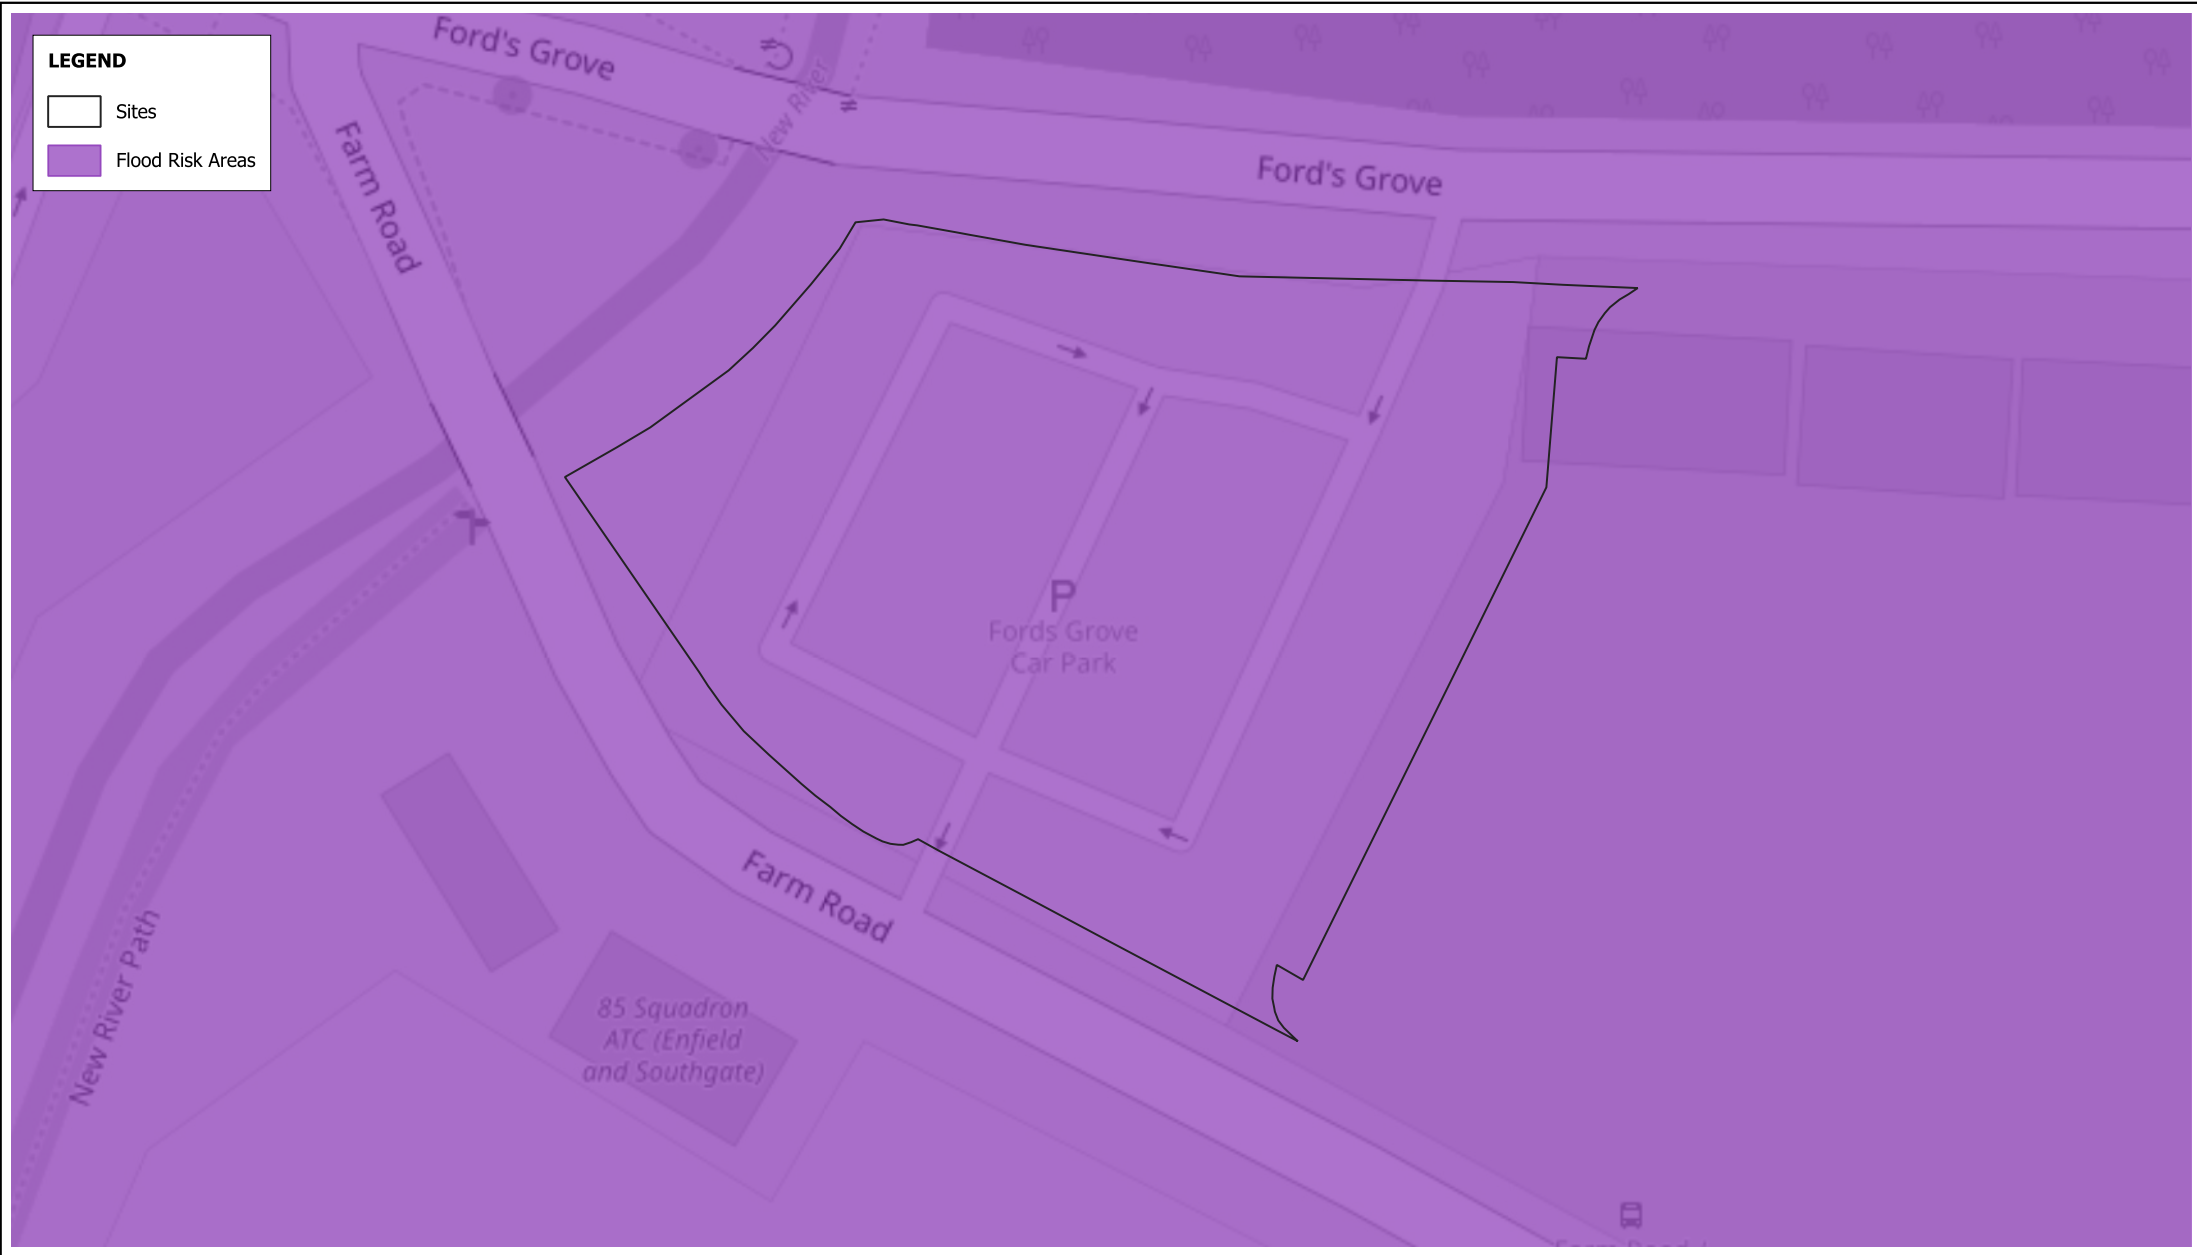 LEGEND
Sites
Flood Risk Areas
Ford's Grove
New River
Farm Road
Ford's Grove
P
Fords Grove
Car Park
Farm Road
New River Path
85 Squadron
ATC (Enfield
and Southgate)